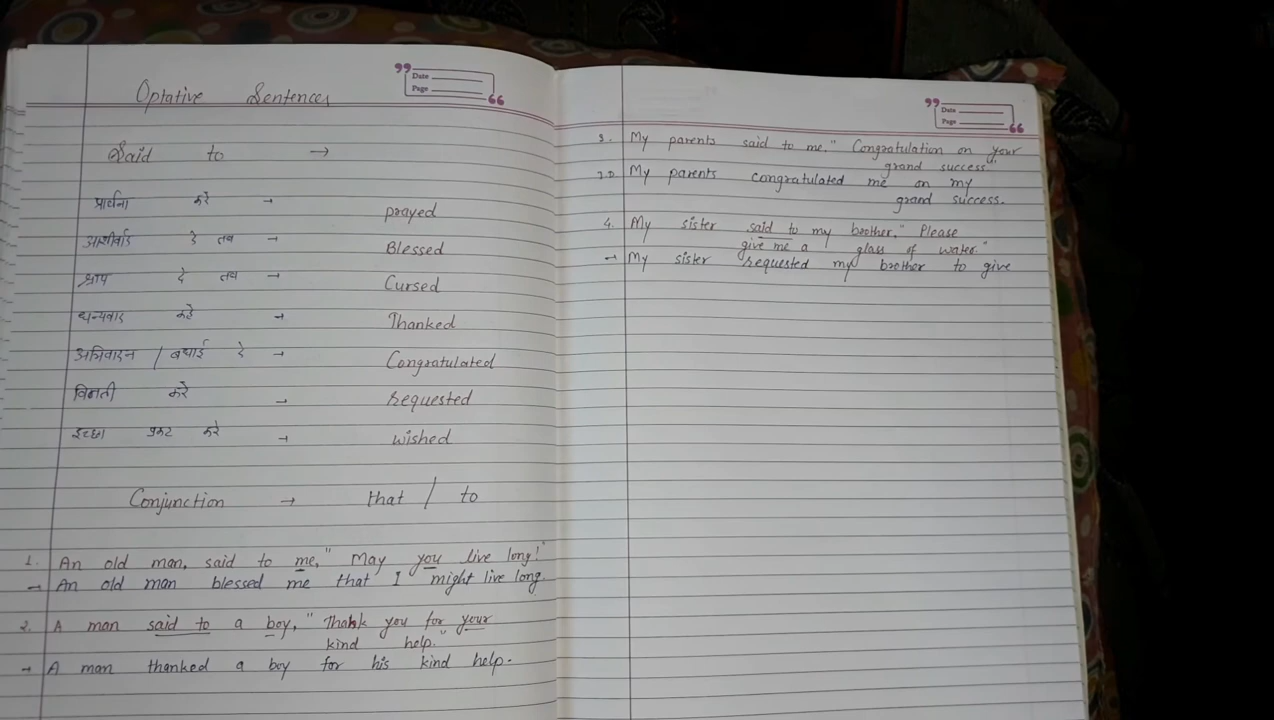 Optative Sentences
Date
Page
Said to →
प्रार्थना करे → prayed
आशीर्वाद दे तब → Blessed
श्राप दे तब → Cursed
धन्यवाद कहे → Thanked
अभिवादन / बधाई दे → Congratulated
विनती करे → requested
इच्छा प्रकट करे → wished
Conjunction → that / to
1. An old man, said to me," May you live long!"
→ An old man blessed me that I might live long.
2. A man said to a boy," Thank you for your
kind help."
→ A man thanked a boy for his kind help.
Date
Page
3. My parents said to me," Congratulation on your
grand success"
My parents congratulated me on my
grand success.
4. My sister said to my brother," Please
give me a glass of water."
→ My sister requested my brother to give